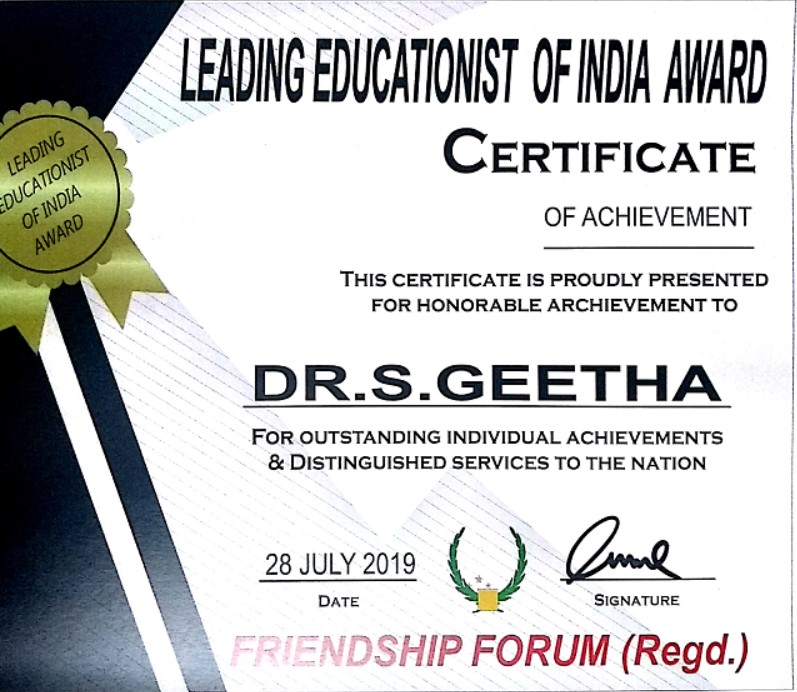 LEADING EDUCATIONIST OF INDIA AWARD
CERTIFICATE
OF ACHIEVEMENT
LEADING
EDUCATIONIST
OF INDIA
AWARD
THIS CERTIFICATE IS PROUDLY PRESENTED
FOR HONORABLE ARCHIEVEMENT TO
DR.S.GEETHA
FOR OUTSTANDING INDIVIDUAL ACHIEVEMENTS
& DISTINGUISHED SERVICES TO THE NATION
28 JULY 2019
DATE
SIGNATURE
FRIENDSHIP FORUM (Regd.)